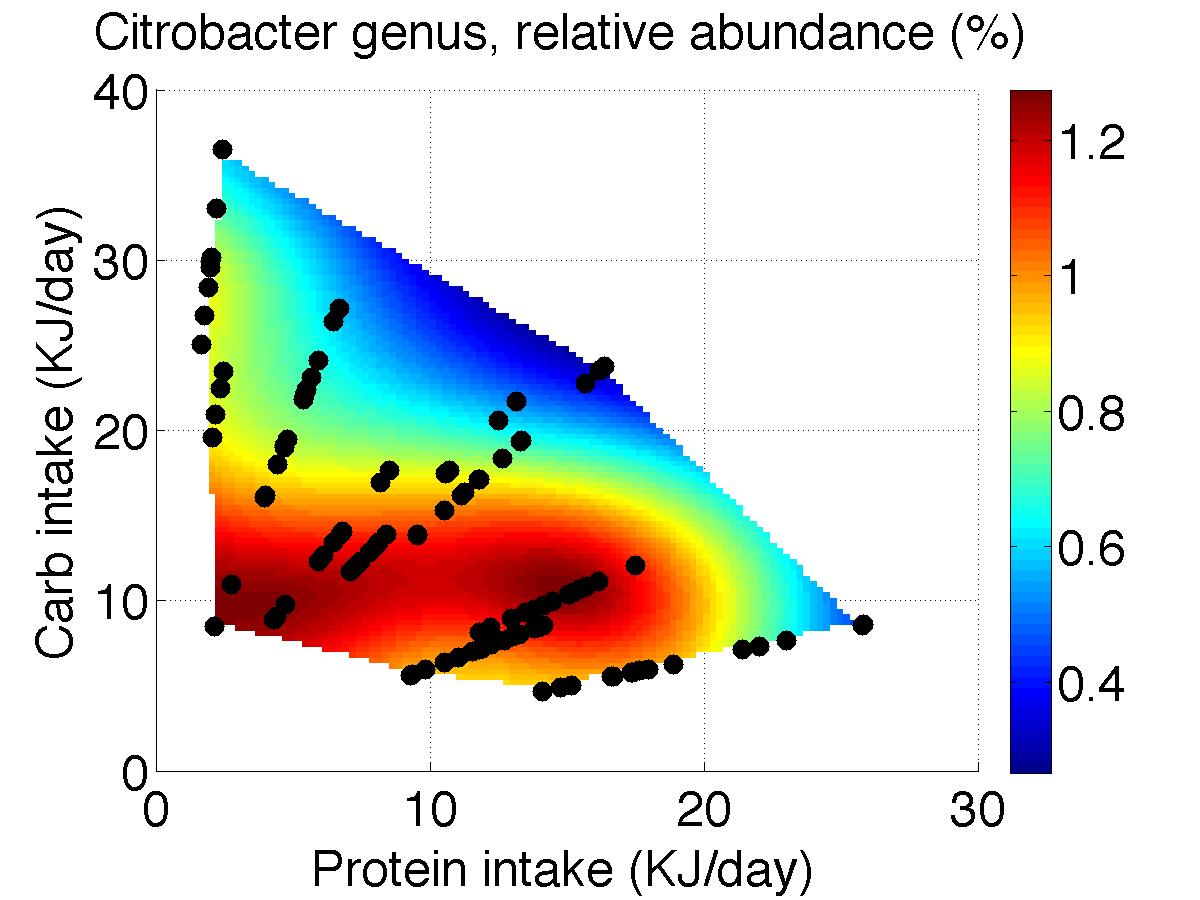 Citrobacter genus, relative abundance (%)
40
30
20
10
0
0 10 20 30
Carb intake (KJ/day)
Protein intake (KJ/day)
1.2
1
0.8
0.6
0.4